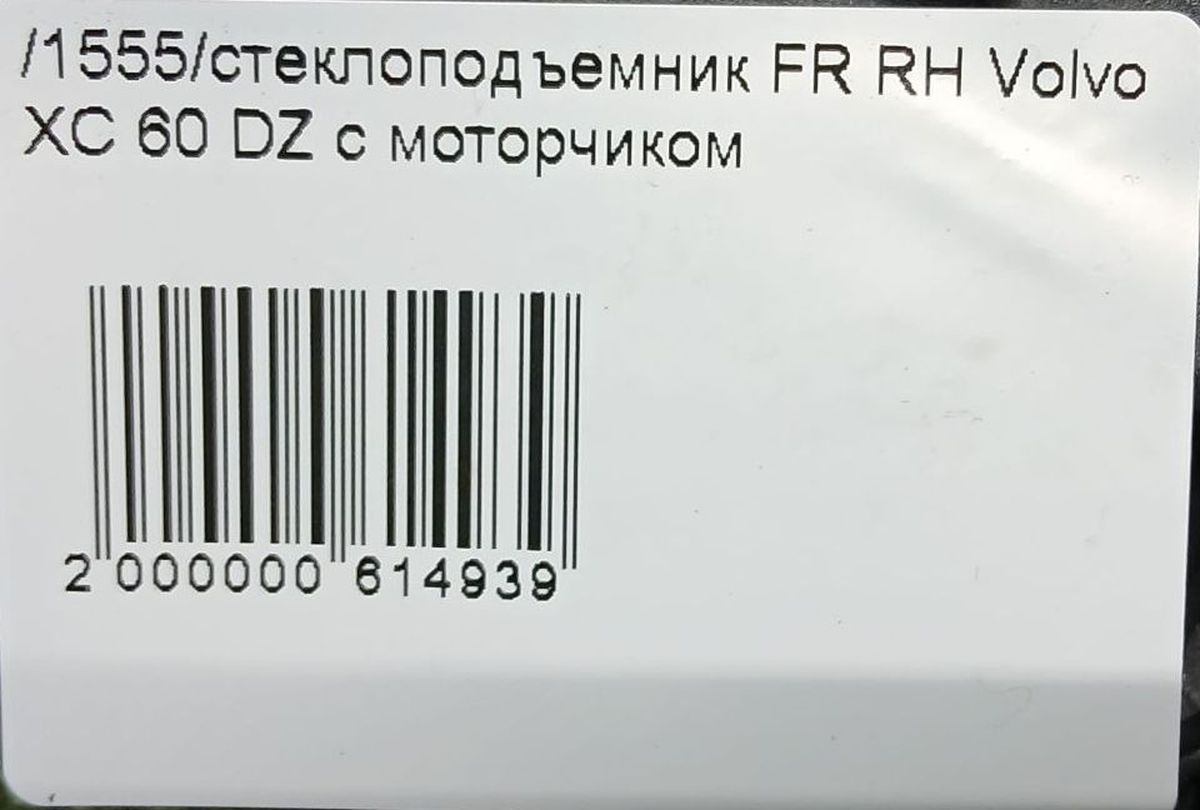 /1555/стеклоподъемник FR RH Volvo
XC 60 DZ с моторчиком
2 000000 614939